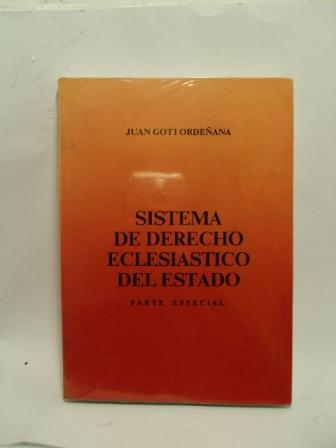 JUAN GOTI ORDEÑANA
SISTEMA
DE DERECHO
ECLESIASTICO
DEL ESTADO
PARTE ESPECIAL